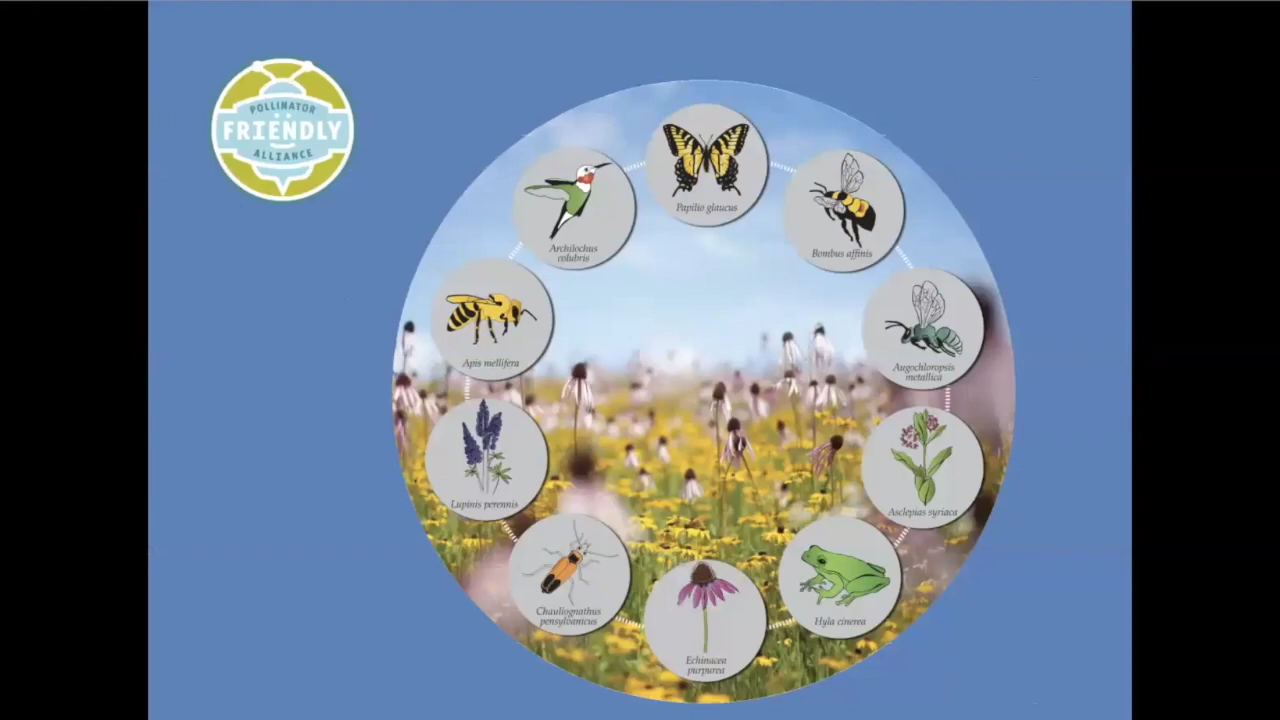 POLLINATOR
FRIENDLY
ALLIANCE
Papilio glaucus
Archilochus
colubris
Bombus affinis
Apis mellifera
Augochloropsis
metallica
Lupinis perennis
Asclepias syriaca
Chauliognathus
pensylvanicus
Hyla cinerea
Echinacea
purpurea